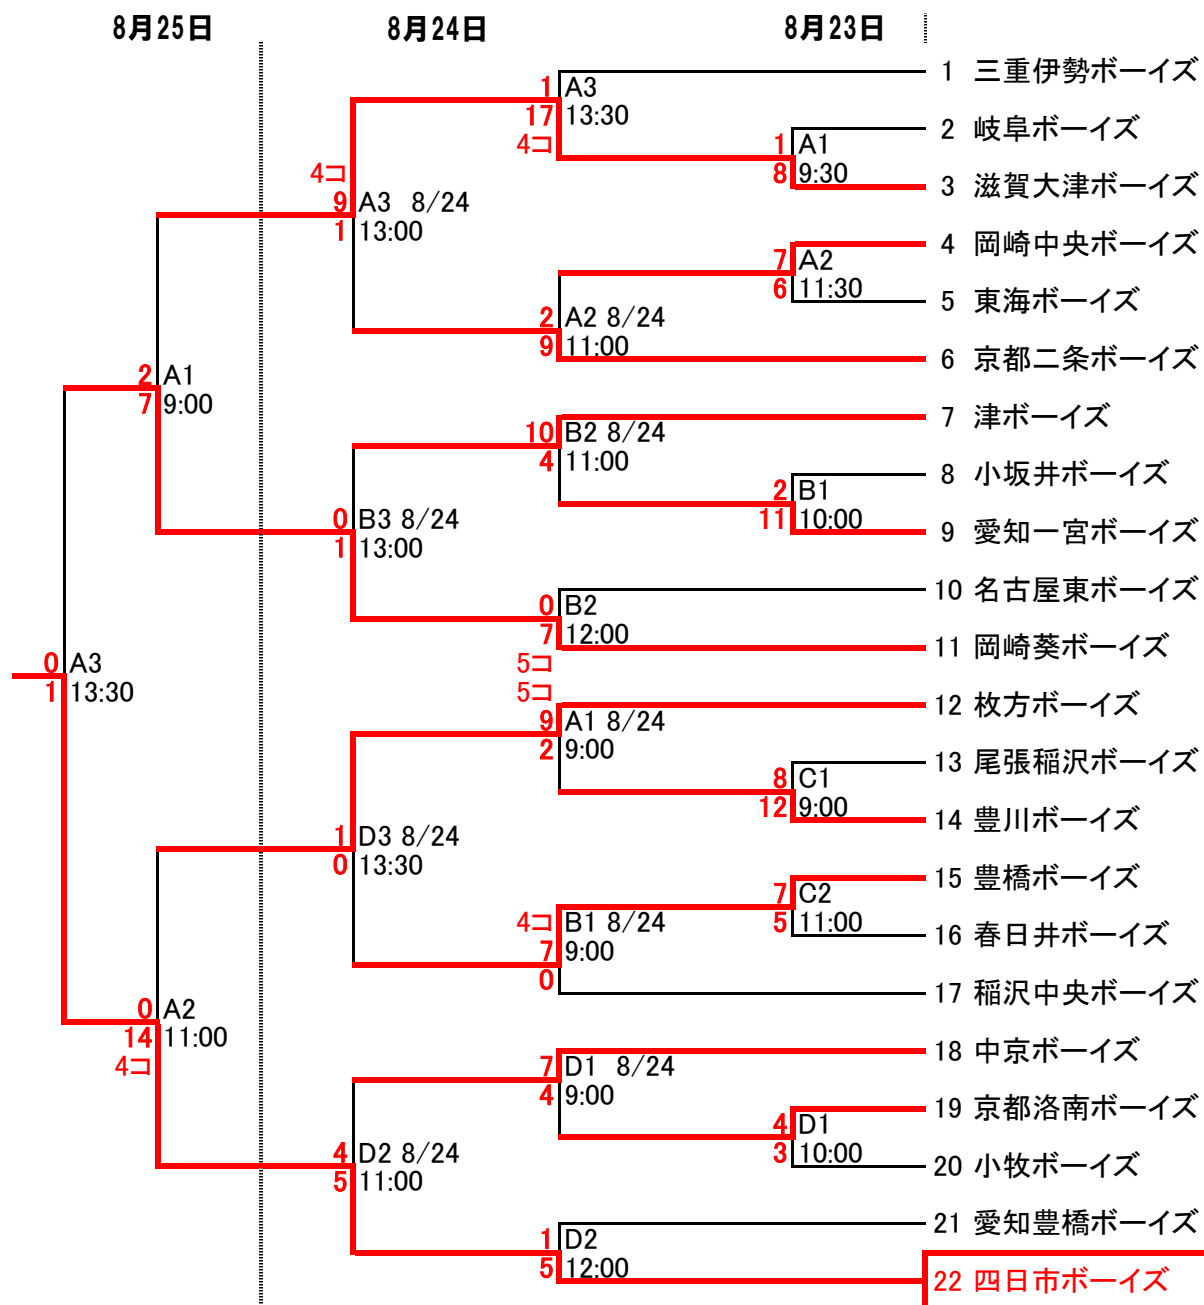 8月25日 8月24日 8月23日
1 三重伊勢ボーイズ
1 A3
17 13:30
4コ
2 岐阜ボーイズ
1 A1
8 9:30
3 滋賀大津ボーイズ
4コ
9 A3 8/24
1 13:00
4 岡崎中央ボーイズ
7 A2
6 11:30
5 東海ボーイズ
2 A2 8/24
9 11:00
6 京都二条ボーイズ
2 A1
7 9:00
7 津ボーイズ
10 B2 8/24
4 11:00
8 小坂井ボーイズ
2 B1
11 10:00
9 愛知一宮ボーイズ
0 B3 8/24
1 13:00
10 名古屋東ボーイズ
0 B2
7 12:00
5コ
11 岡崎葵ボーイズ
0 A3
1 13:30
5コ
12 枚方ボーイズ
9 A1 8/24
2 9:00
13 尾張稲沢ボーイズ
8 C1
12 9:00
14 豊川ボーイズ
1 D3 8/24
0 13:30
15 豊橋ボーイズ
7 C2
5 11:00
16 春日井ボーイズ
4コ
7 B1 8/24
0 9:00
17 稲沢中央ボーイズ
0 A2
14 11:00
4コ
18 中京ボーイズ
7 D1 8/24
4 9:00
19 京都洛南ボーイズ
4 D1
3 10:00
20 小牧ボーイズ
4 D2 8/24
5 11:00
21 愛知豊橋ボーイズ
1 D2
5 12:00
22 四日市ボーイズ